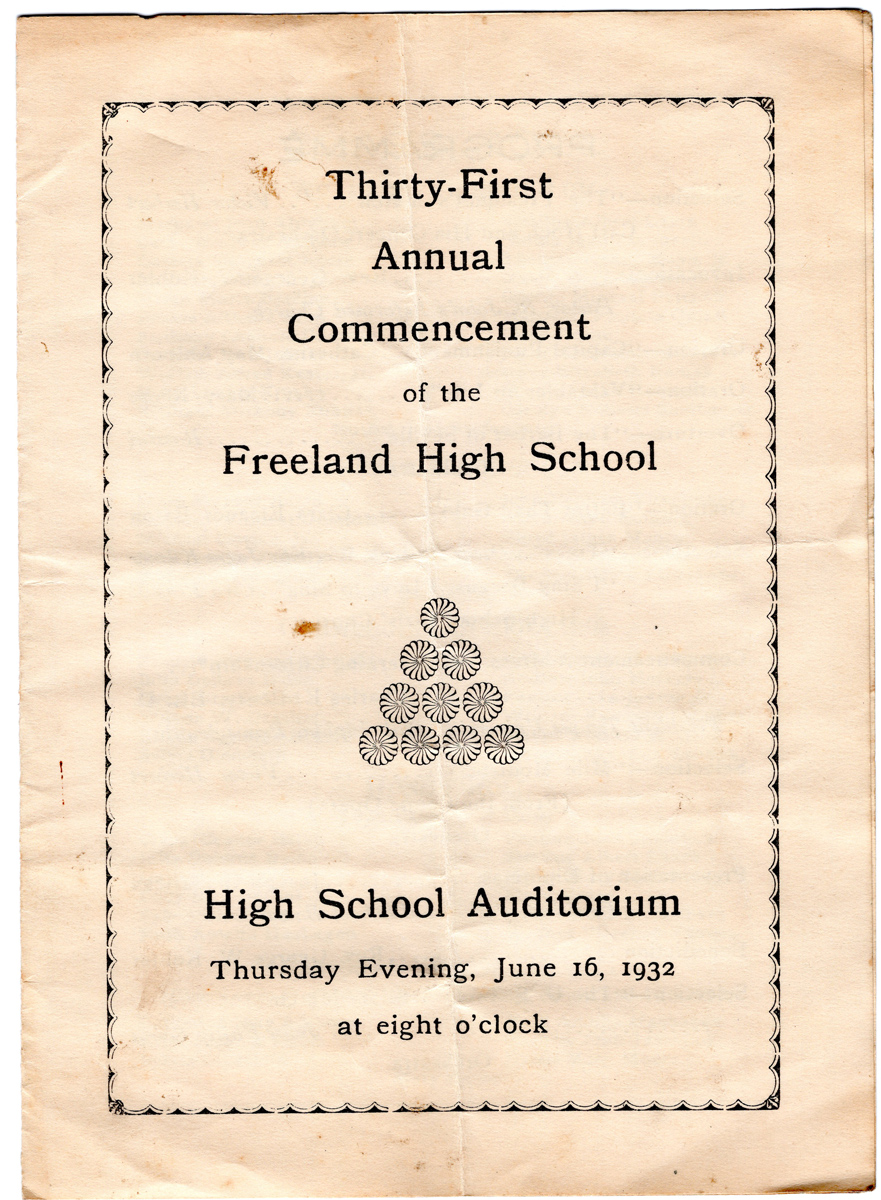 Thirty-First
Annual
Commencement
of the
Freeland High School
High School Auditorium
Thursday Evening, June 16, 1932
at eight o'clock